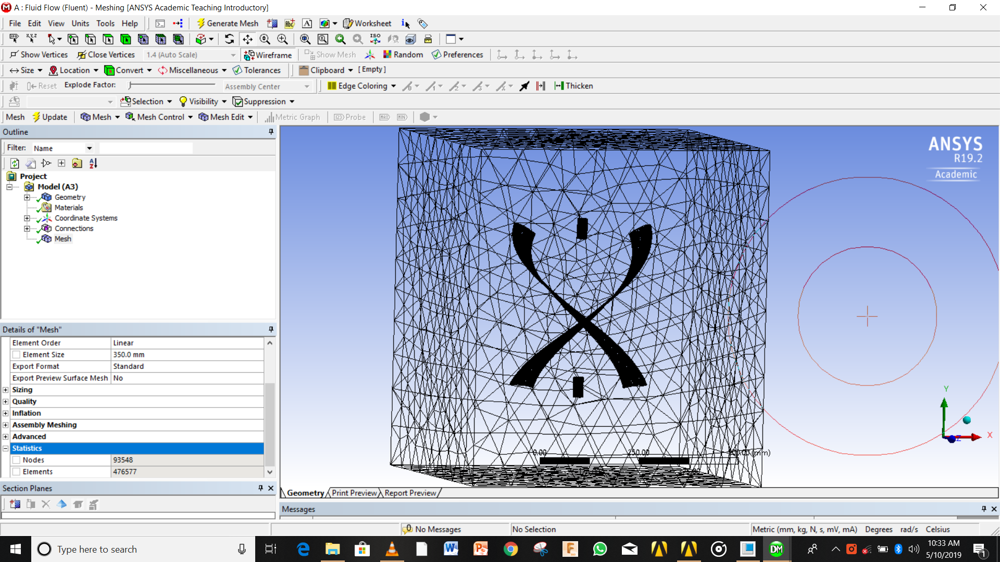 A : Fluid Flow (Fluent) - Meshing [ANSYS Academic Teaching Introductory]
File Edit View Units Tools Help Generate Mesh Worksheet
ISO
Show Vertices Close Vertices 1.4 (Auto Scale) Wireframe Show Mesh Random Preferences
Size Location Convert Miscellaneous Tolerances Clipboard [ Empty ]
Reset Explode Factor: Assembly Center Edge Coloring Thicken
Selection Visibility Suppression
Mesh Update Mesh Mesh Control Mesh Edit Metric Graph Probe MAX MIN
Outline
Filter: Name
Project
Model (A3)
Geometry
Materials
Coordinate Systems
Connections
Mesh
Details of "Mesh"
Element Order Linear
Element Size 350.0 mm
Export Format Standard
Export Preview Surface Mesh No
Sizing
Quality
Inflation
Assembly Meshing
Advanced
Statistics
Nodes 93548
Elements 476577
Section Planes
ANSYS
R19.2
Academic
Y
X
Z
0.00 250.00 (mm)
Geometry Print Preview Report Preview
Messages
No Messages No Selection Metric (mm, kg, N, s, mV, mA) Degrees rad/s Celsius
Type here to search
10:33 AM
5/10/2019